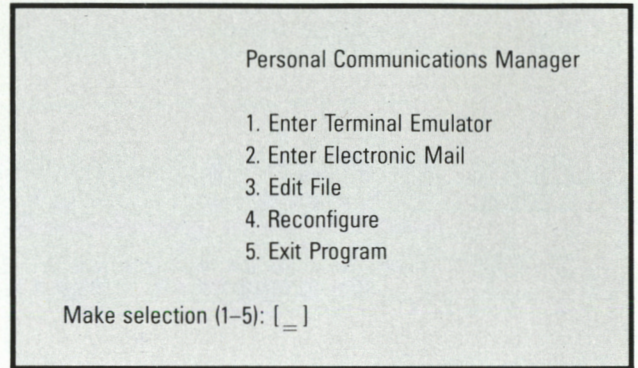 Personal Communications Manager
1. Enter Terminal Emulator
2. Enter Electronic Mail
3. Edit File
4. Reconfigure
5. Exit Program
Make selection (1–5): [_]